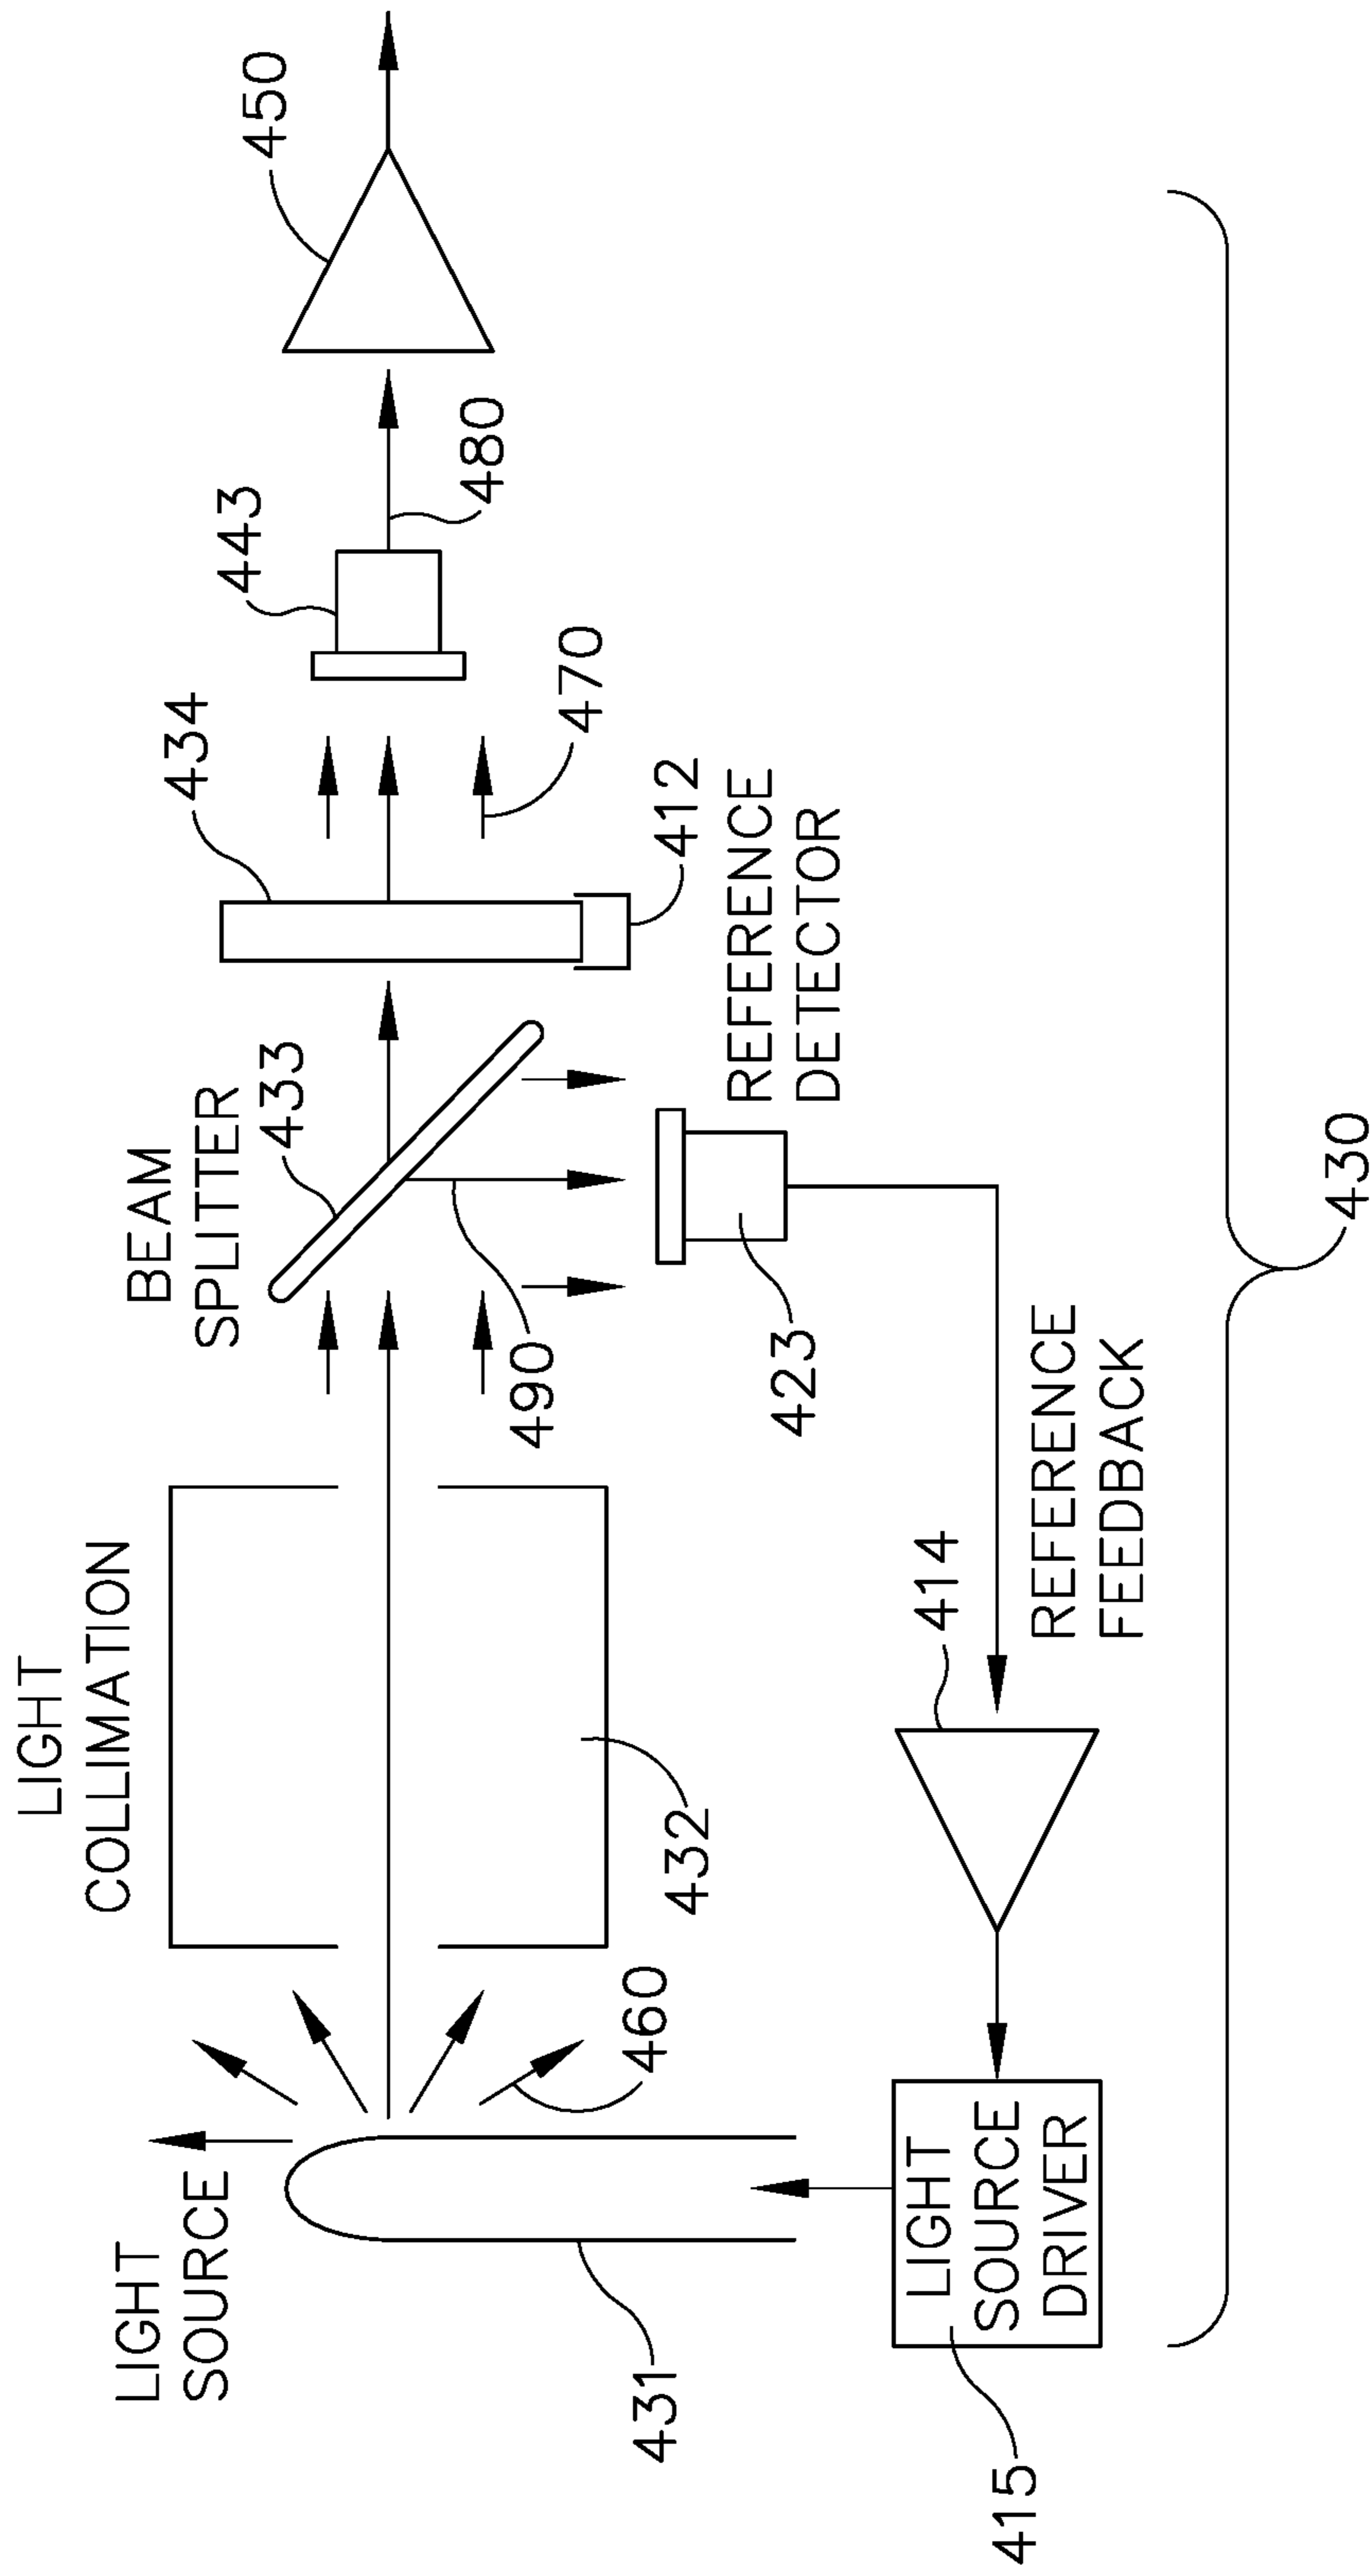 LIGHT
SOURCE
LIGHT
COLLIMATION
BEAM
SPLITTER
433
434
443
450
460
490
470
480
431
432
423
412
REFERENCE
DETECTOR
414
REFERENCE
FEEDBACK
415
LIGHT
SOURCE
DRIVER
430